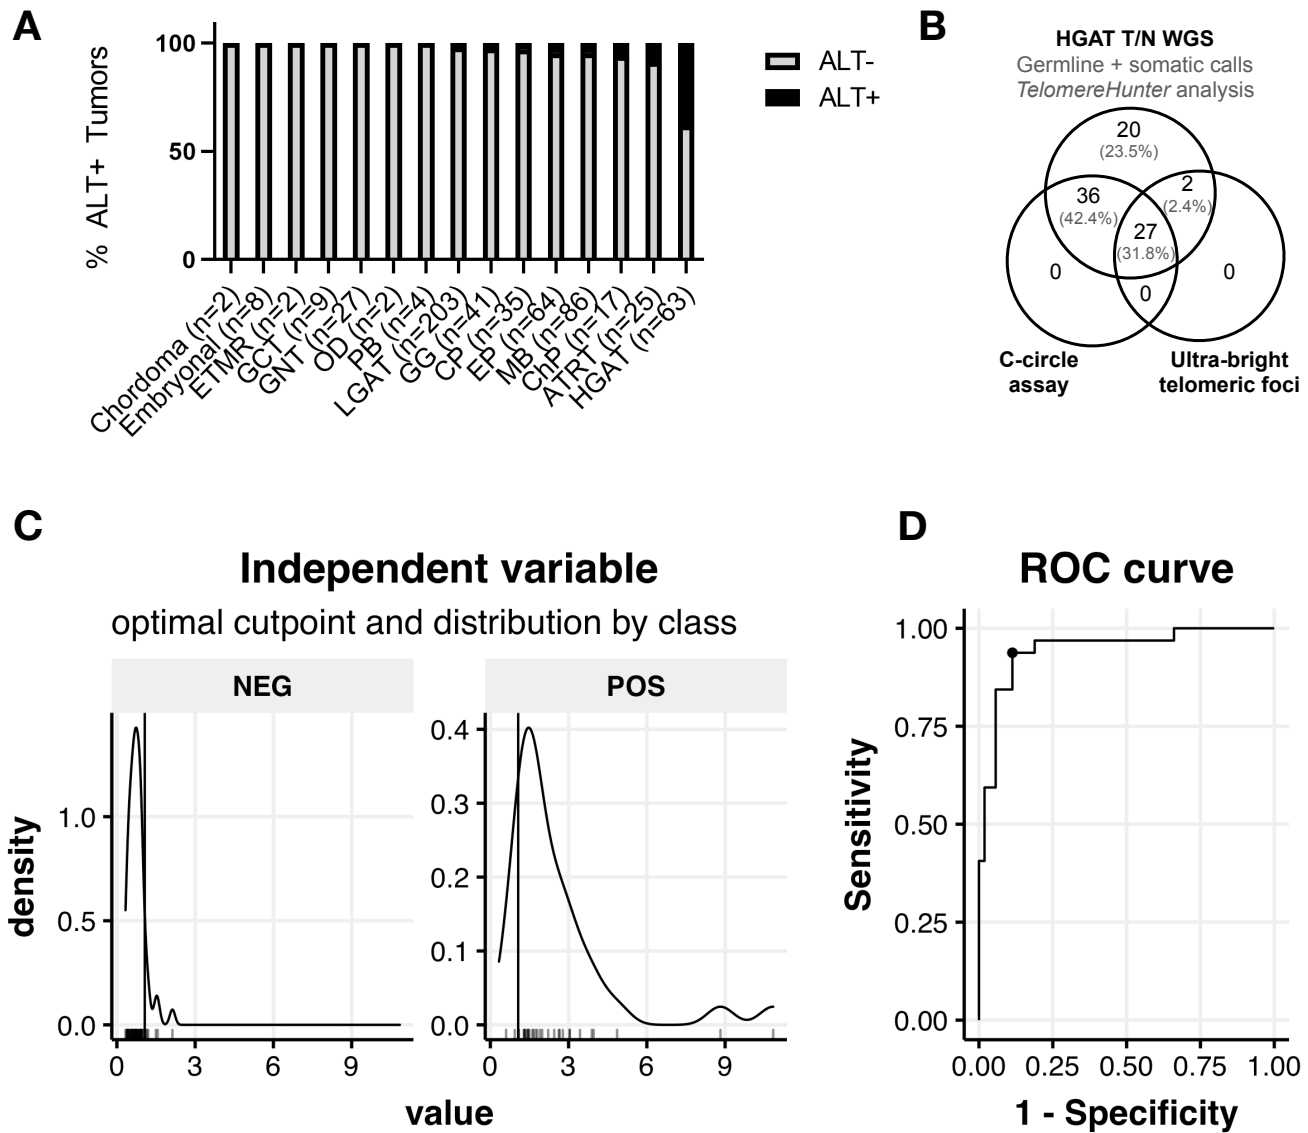 A
% ALT+ Tumors
100
50
0
Chordoma (n=2)
Embryonal (n=8)
ETMR (n=2)
GCT (n=9)
GNT (n=27)
OD (n=2)
PB (n=4)
LGAT (n=203)
GG (n=41)
CP (n=35)
EP (n=64)
MB (n=86)
ChP (n=17)
ATRT (n=25)
HGAT (n=63)
ALT-
ALT+
B
HGAT T/N WGS
Germline + somatic calls
TelomereHunter analysis
20
(23.5%)
36
(42.4%)
2
(2.4%)
27
(31.8%)
0
0
0
C-circle
assay
Ultra-bright
telomeric foci
C
Independent variable
optimal cutpoint and distribution by class
NEG
POS
density
1.0
0.5
0.0
0.4
0.3
0.2
0.1
0.0
0 3 6 9
0 3 6 9
value
D
ROC curve
Sensitivity
1.00
0.75
0.50
0.25
0.00
0.00 0.25 0.50 0.75 1.00
1 - Specificity